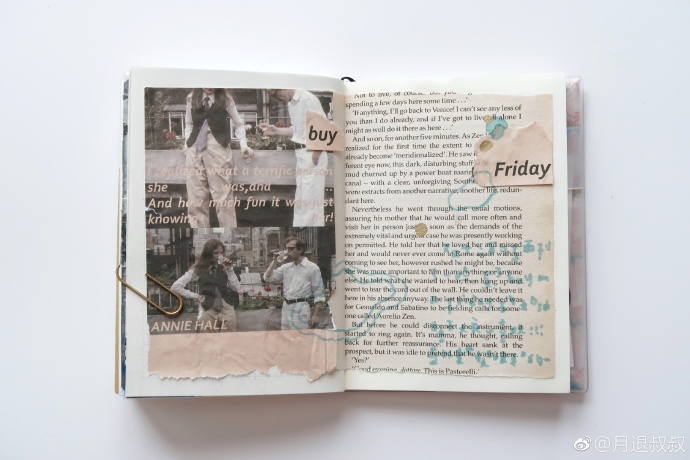 buy
realized what a terrific person
she was,and ...
And how much fun it was just
knowing her!
ANNIE HALL
Not to live, of course, but you
spending a few days here some time . . .'
'If anything, I'll go back to Venice! I can't see any less of
you than I do already, and if I've got to live all alone I
might as well do it there as here . . .'
And so on, for another five minutes. As Zen
realized for the first time the extent to
already become 'meridionalized'. He saw
ferent eye now, this dark, disturbing stuff
mud churned up by a power boat
canal – with a clear, unforgiving Southe
were extracts from another narrative, another life, redun-
dant here.
Friday
Nevertheless he went through the usual motions,
assuring his mother that he would call more often and
visit her in person just as soon as the demands of the
extremely vital and urgent case he was presently working
on permitted. He told her that he loved her and missed
her and would never ever come to Rome again without
coming to see her, however rushed he might be, because
she was more important to him than anything or anyone
else. He told her what she wanted to hear, then hung up and
went to tear the cord out of the wall. He couldn't leave it
there in his absence anyway. The last thing he needed was
for Gesualdo and Sabatino to be fielding calls for some-
one called Aurelio Zen.
But before he could disconnect the instrument, it
started to ring again. It's mamma, he thought, calling
back for further reassurance. His heart sank at the
prospect, but it was idle to pretend that he wasn't there.
'Yes?'
'Good evening, dottore. This is Pastorelli.'
@月退叔叔